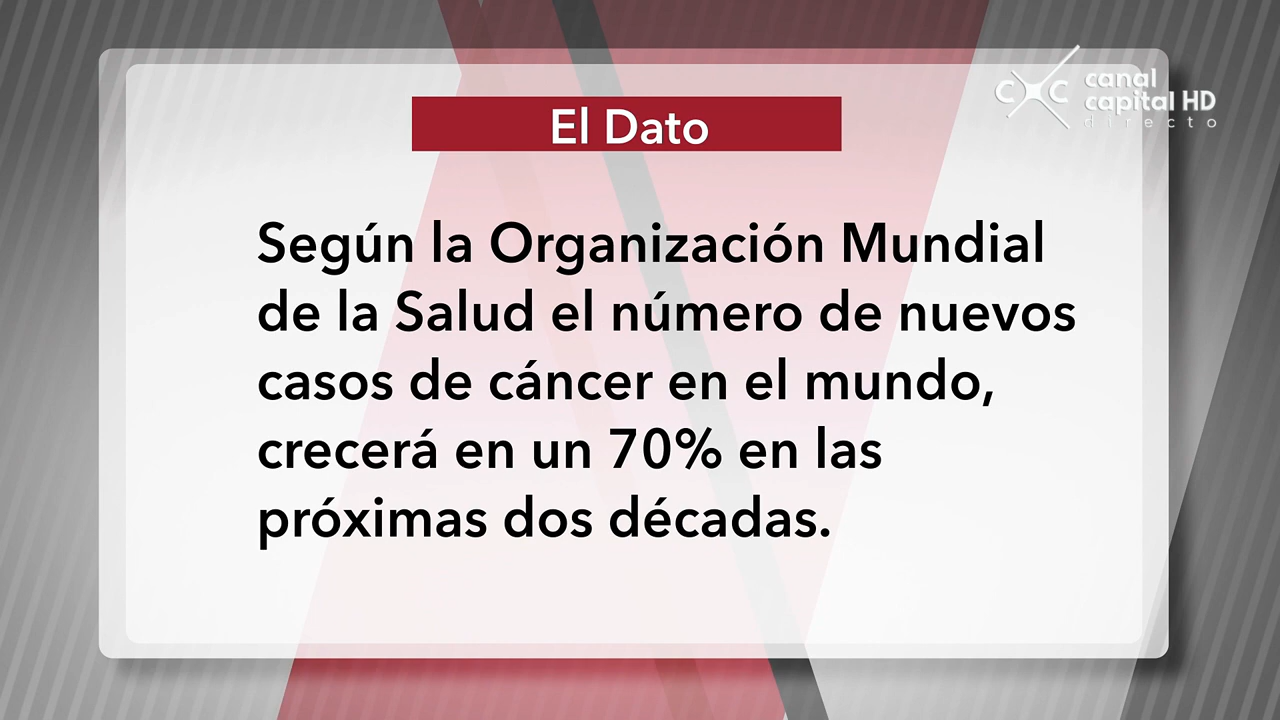 El Dato
CXC canal
capital HD
directo
Según la Organización Mundial
de la Salud el número de nuevos
casos de cáncer en el mundo,
crecerá en un 70% en las
próximas dos décadas.